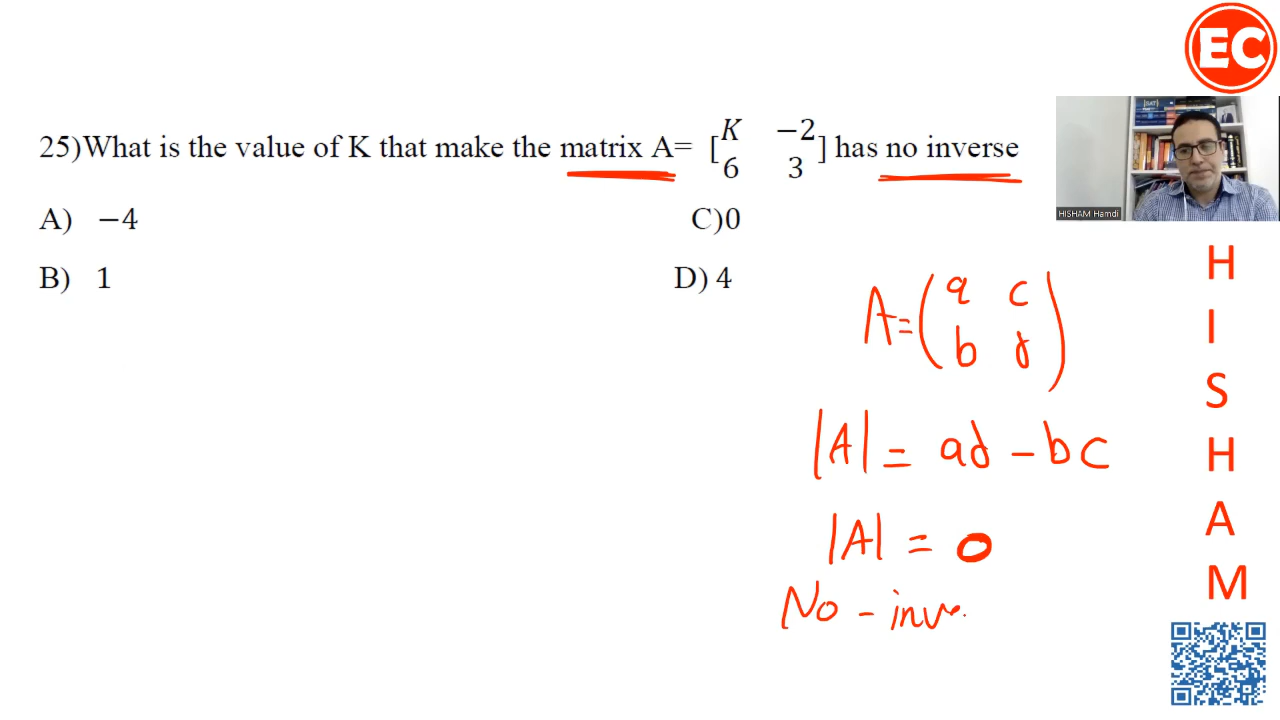 EC
25)What is the value of K that make the matrix A= [K −2 6 3] has no inverse
HISHAM Hamdi
A) −4
C)0
B) 1
D) 4
A = (a c
b d)
|A| = ad − bc
|A| = 0
No - inve
H
I
S
H
A
M